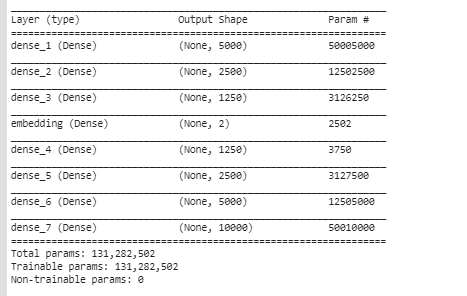 Layer (type) Output Shape Param #
dense_1 (Dense) (None, 5000) 50005000
dense_2 (Dense) (None, 2500) 12502500
dense_3 (Dense) (None, 1250) 3126250
embedding (Dense) (None, 2) 2502
dense_4 (Dense) (None, 1250) 3750
dense_5 (Dense) (None, 2500) 3127500
dense_6 (Dense) (None, 5000) 12505000
dense_7 (Dense) (None, 10000) 50010000
Total params: 131,282,502
Trainable params: 131,282,502
Non-trainable params: 0